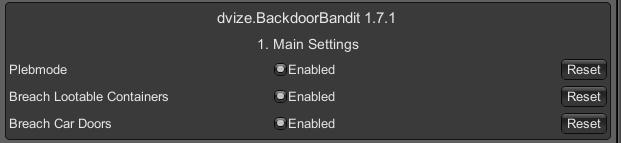 dvize.BackdoorBandit 1.7.1
1. Main Settings
Plebmode Enabled Reset
Breach Lootable Containers Enabled Reset
Breach Car Doors Enabled Reset